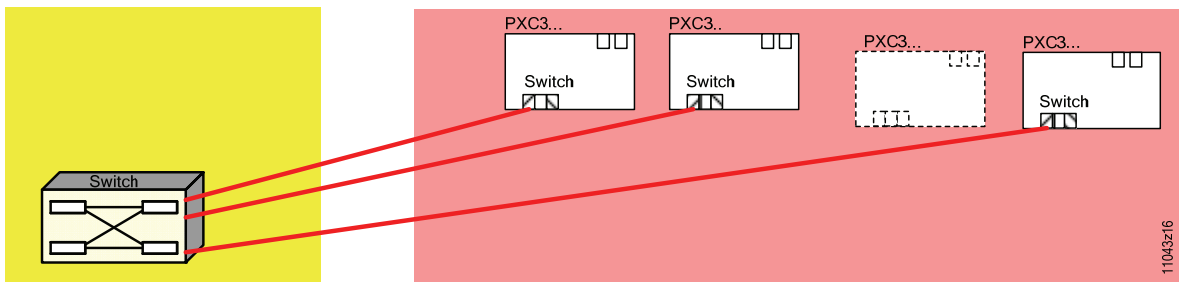 PXC3...
PXC3..
PXC3...
PXC3...
Switch
Switch
Switch
Switch
11043z16